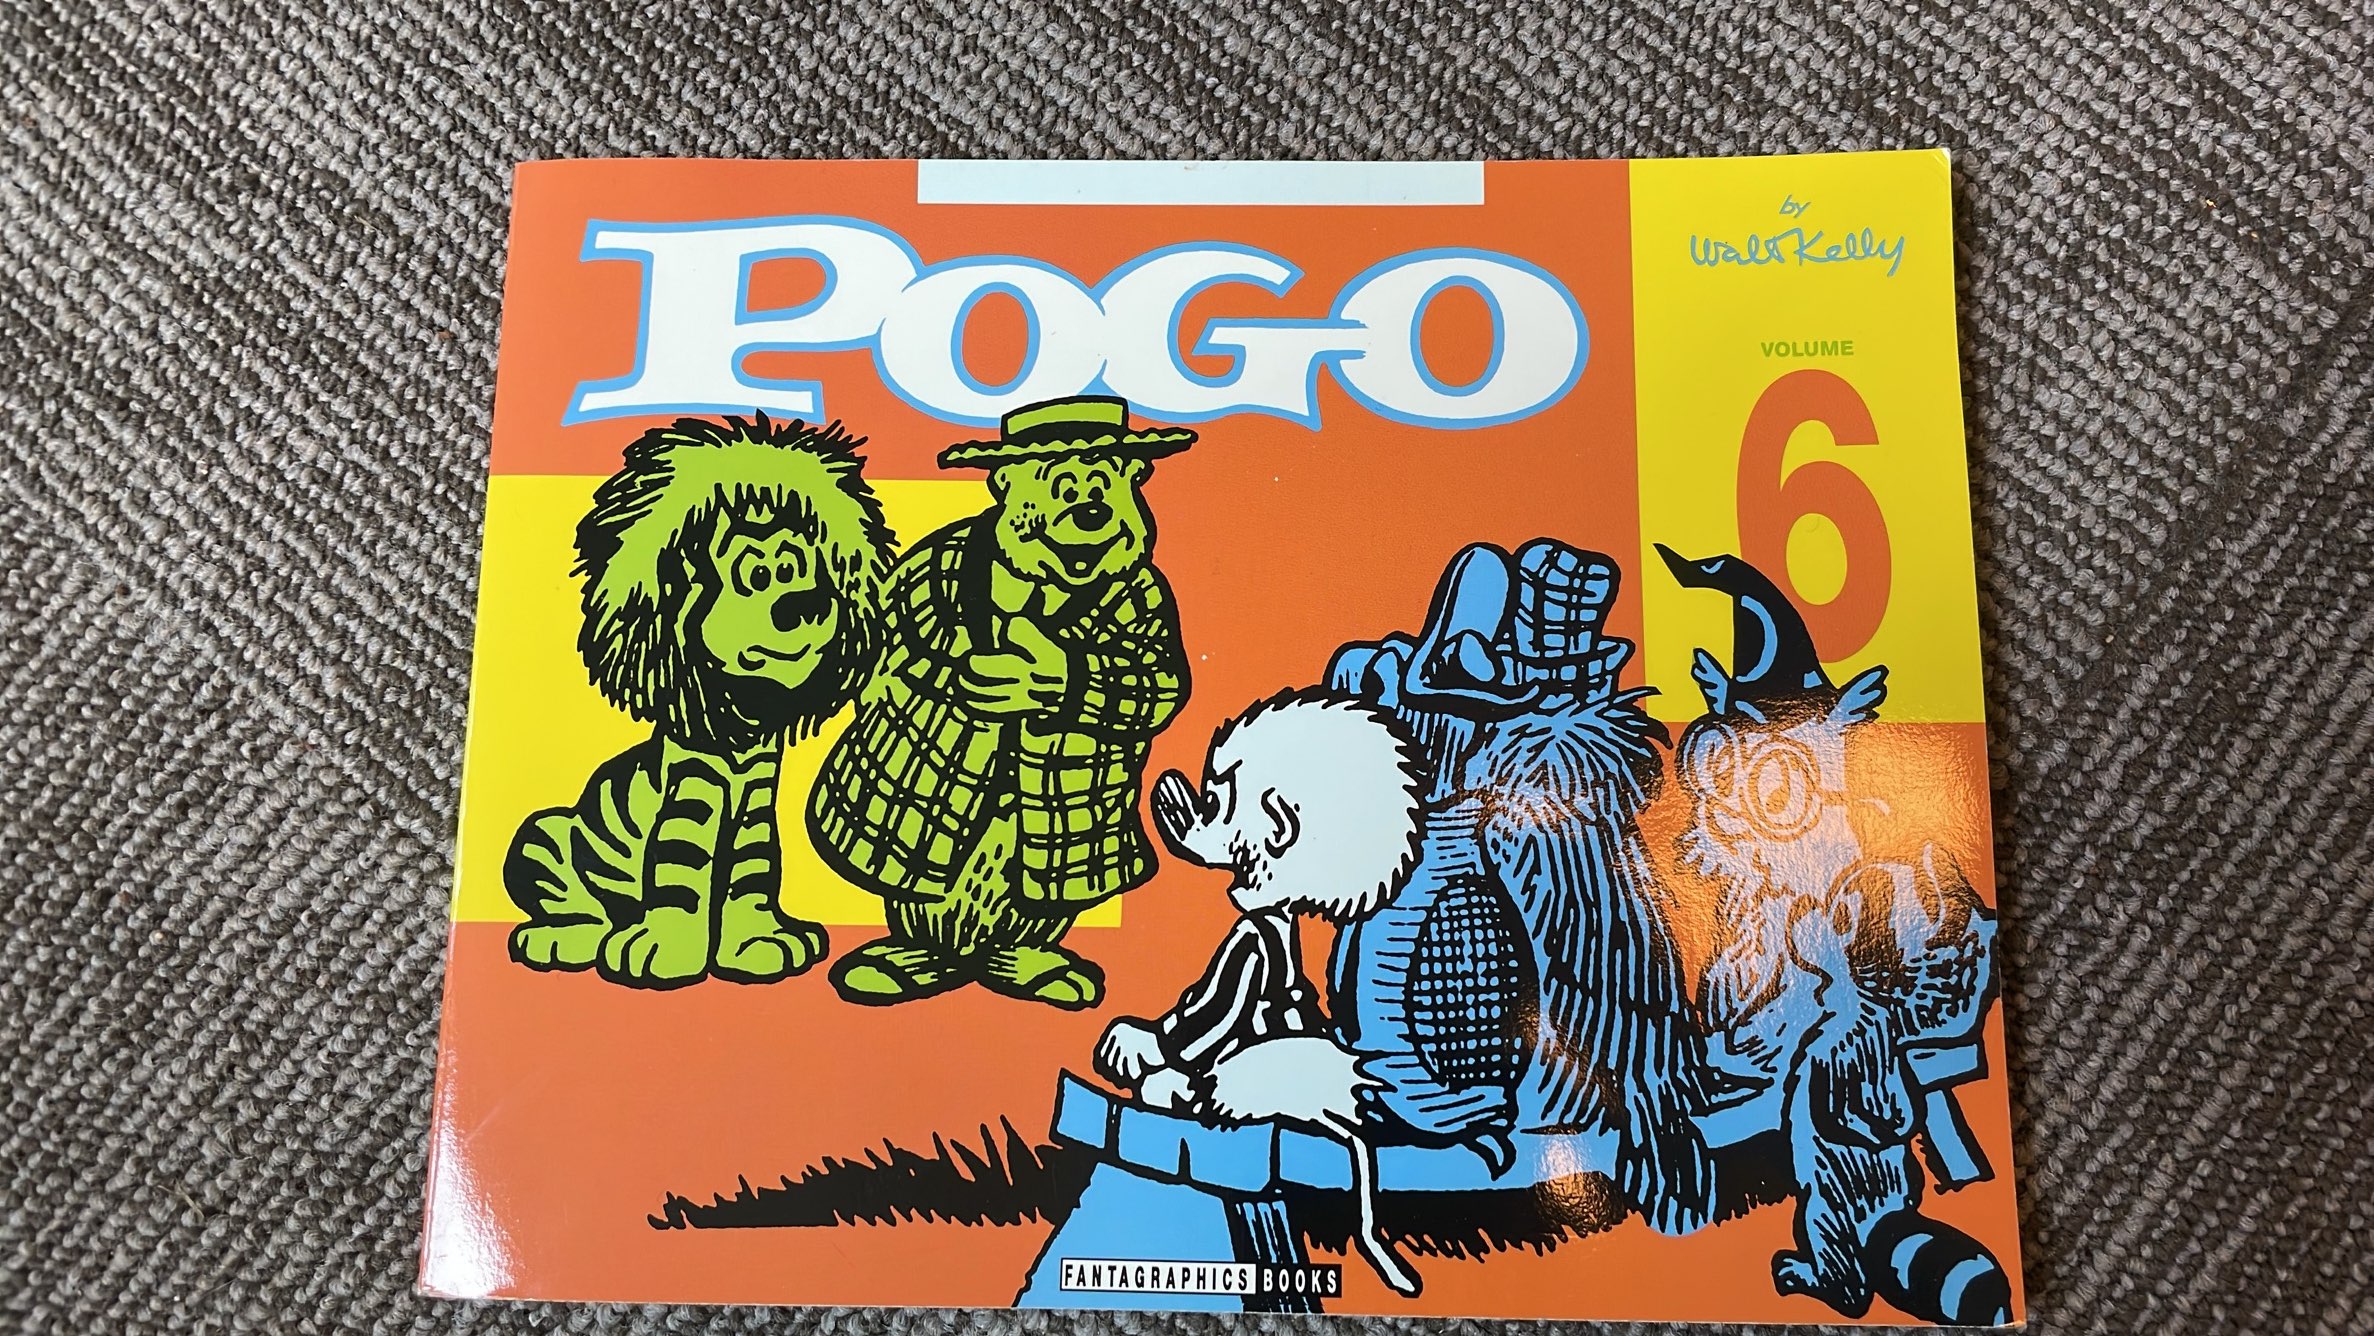 POGO
by
Walt Kelly
VOLUME
6
FANTAGRAPHICS BOOKS